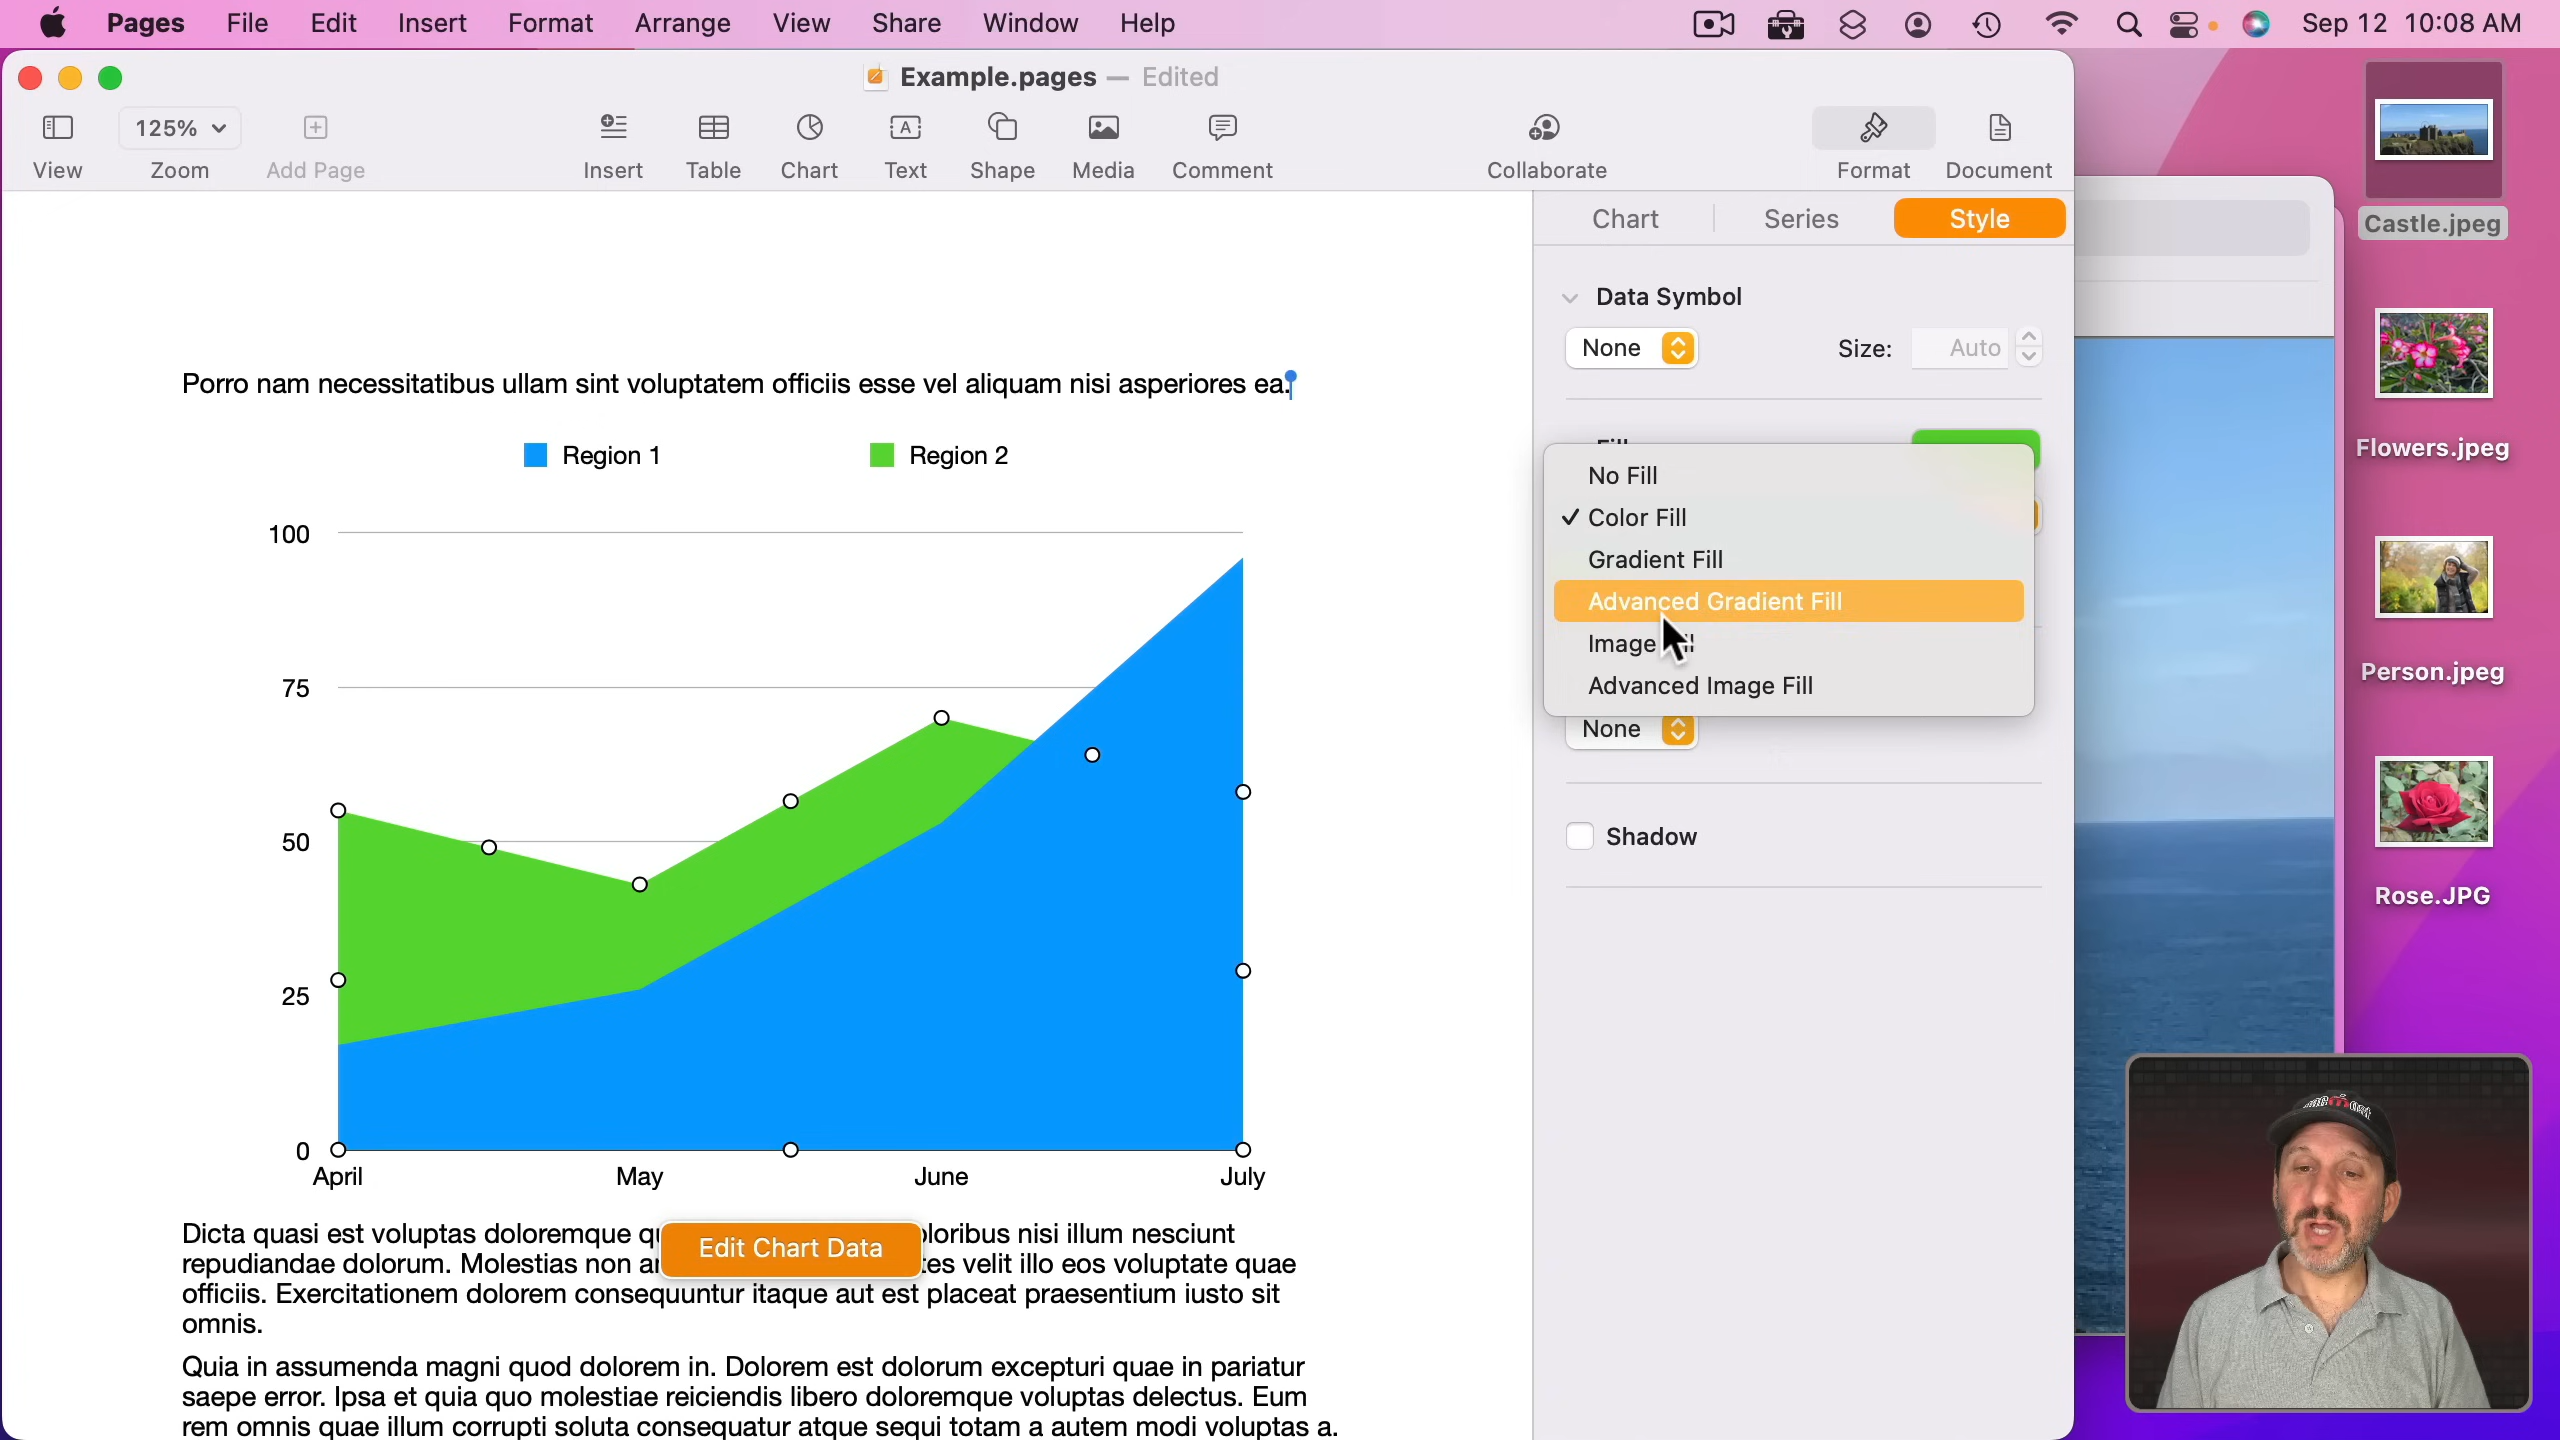 Pages File Edit Insert Format Arrange View Share Window Help Sep 12 10:08 AM
Example.pages — Edited
125%
View Zoom Add Page Insert Table Chart Text Shape Media Comment Collaborate Format Document
Chart Series Style
Data Symbol
None Size: Auto
No Fill
✓ Color Fill
Gradient Fill
Advanced Gradient Fill
Image
Advanced Image Fill
None
Shadow
Porro nam necessitatibus ullam sint voluptatem officiis esse vel aliquam nisi asperiores ea.
Region 1 Region 2
100
75
50
25
0
April May June July
Edit Chart Data
Dicta quasi est voluptas doloremque nisi illum nesciunt
repudiandae dolorum. Molestias non velit illo eos voluptate quae
officiis. Exercitationem dolorem consequuntur itaque aut est placeat praesentium iusto sit
omnis.
Quia in assumenda magni quod dolorem in. Dolorem est dolorum excepturi quae in pariatur
saepe error. Ipsa et quia quo molestiae reiciendis libero doloremque voluptas delectus. Eum
rem omnis quae illum corrupti soluta consequatur atque sequi totam a autem modi voluptas a.
Castle.jpeg
Flowers.jpeg
Person.jpeg
Rose.JPG